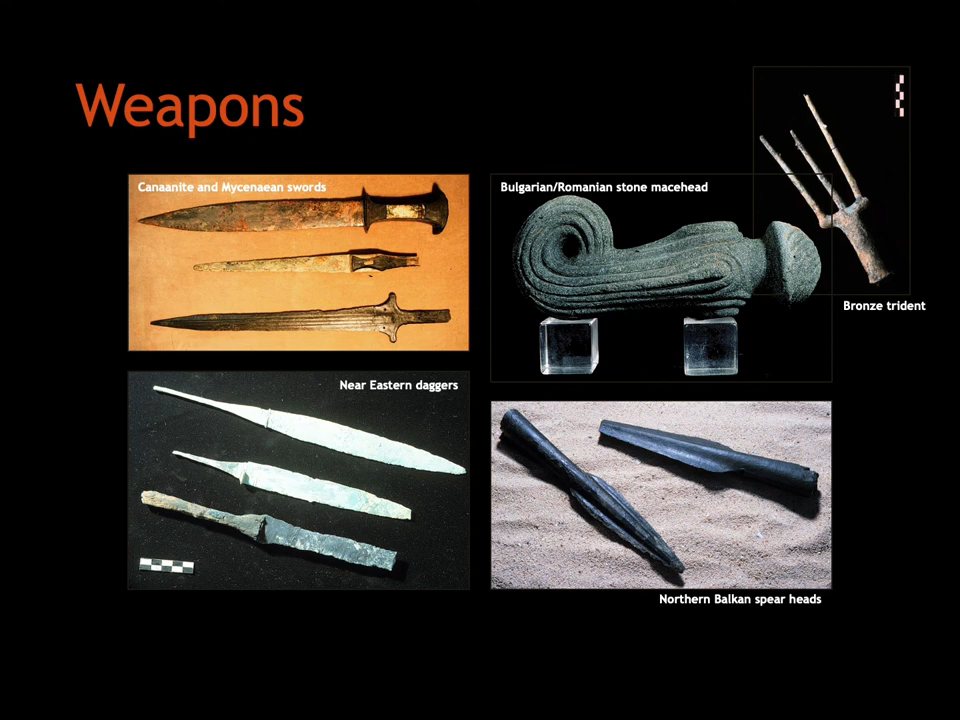 Weapons
Canaanite and Mycenaean swords
Bulgarian/Romanian stone macehead
Bronze trident
Near Eastern daggers
Northern Balkan spear heads